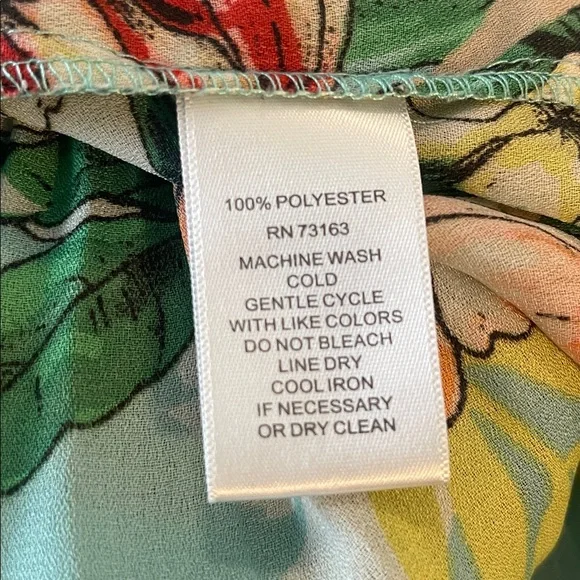 100% POLYESTER
RN 73163
MACHINE WASH
COLD
GENTLE CYCLE
WITH LIKE COLORS
DO NOT BLEACH
LINE DRY
COOL IRON
IF NECESSARY
OR DRY CLEAN